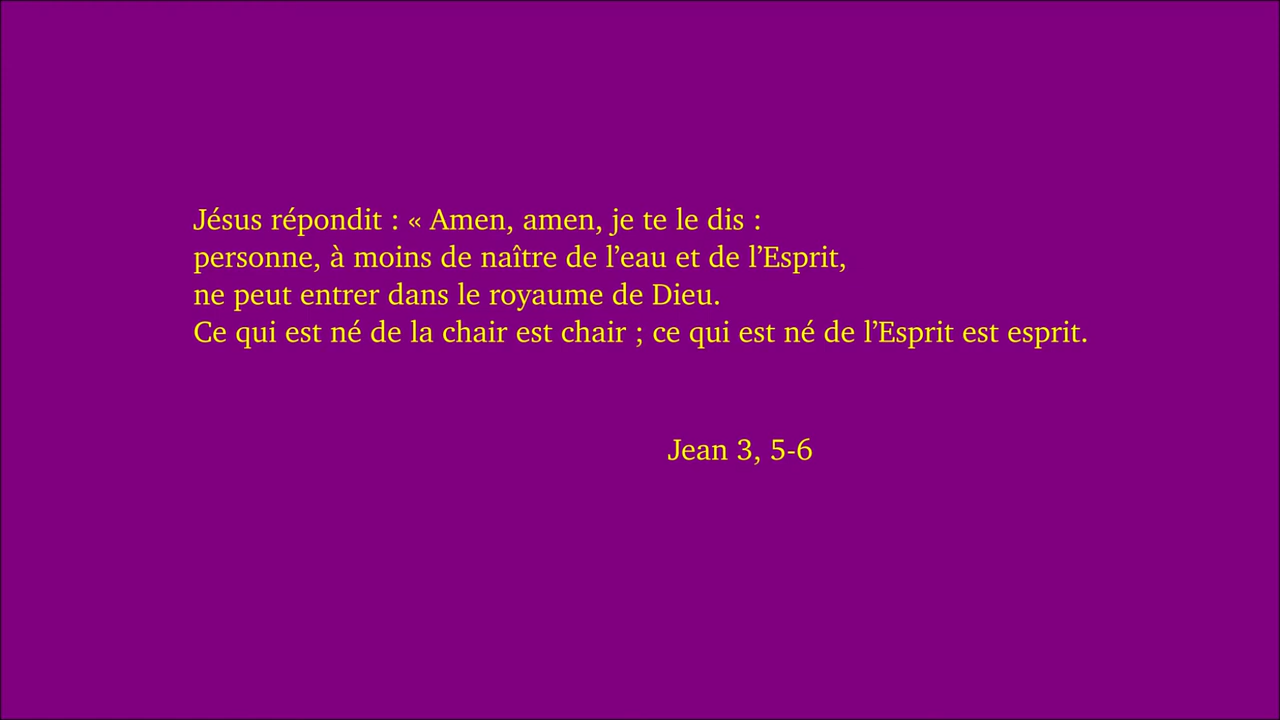 Jésus répondit : « Amen, amen, je te le dis :
personne, à moins de naître de l’eau et de l’Esprit,
ne peut entrer dans le royaume de Dieu.
Ce qui est né de la chair est chair ; ce qui est né de l’Esprit est esprit.
Jean 3, 5-6